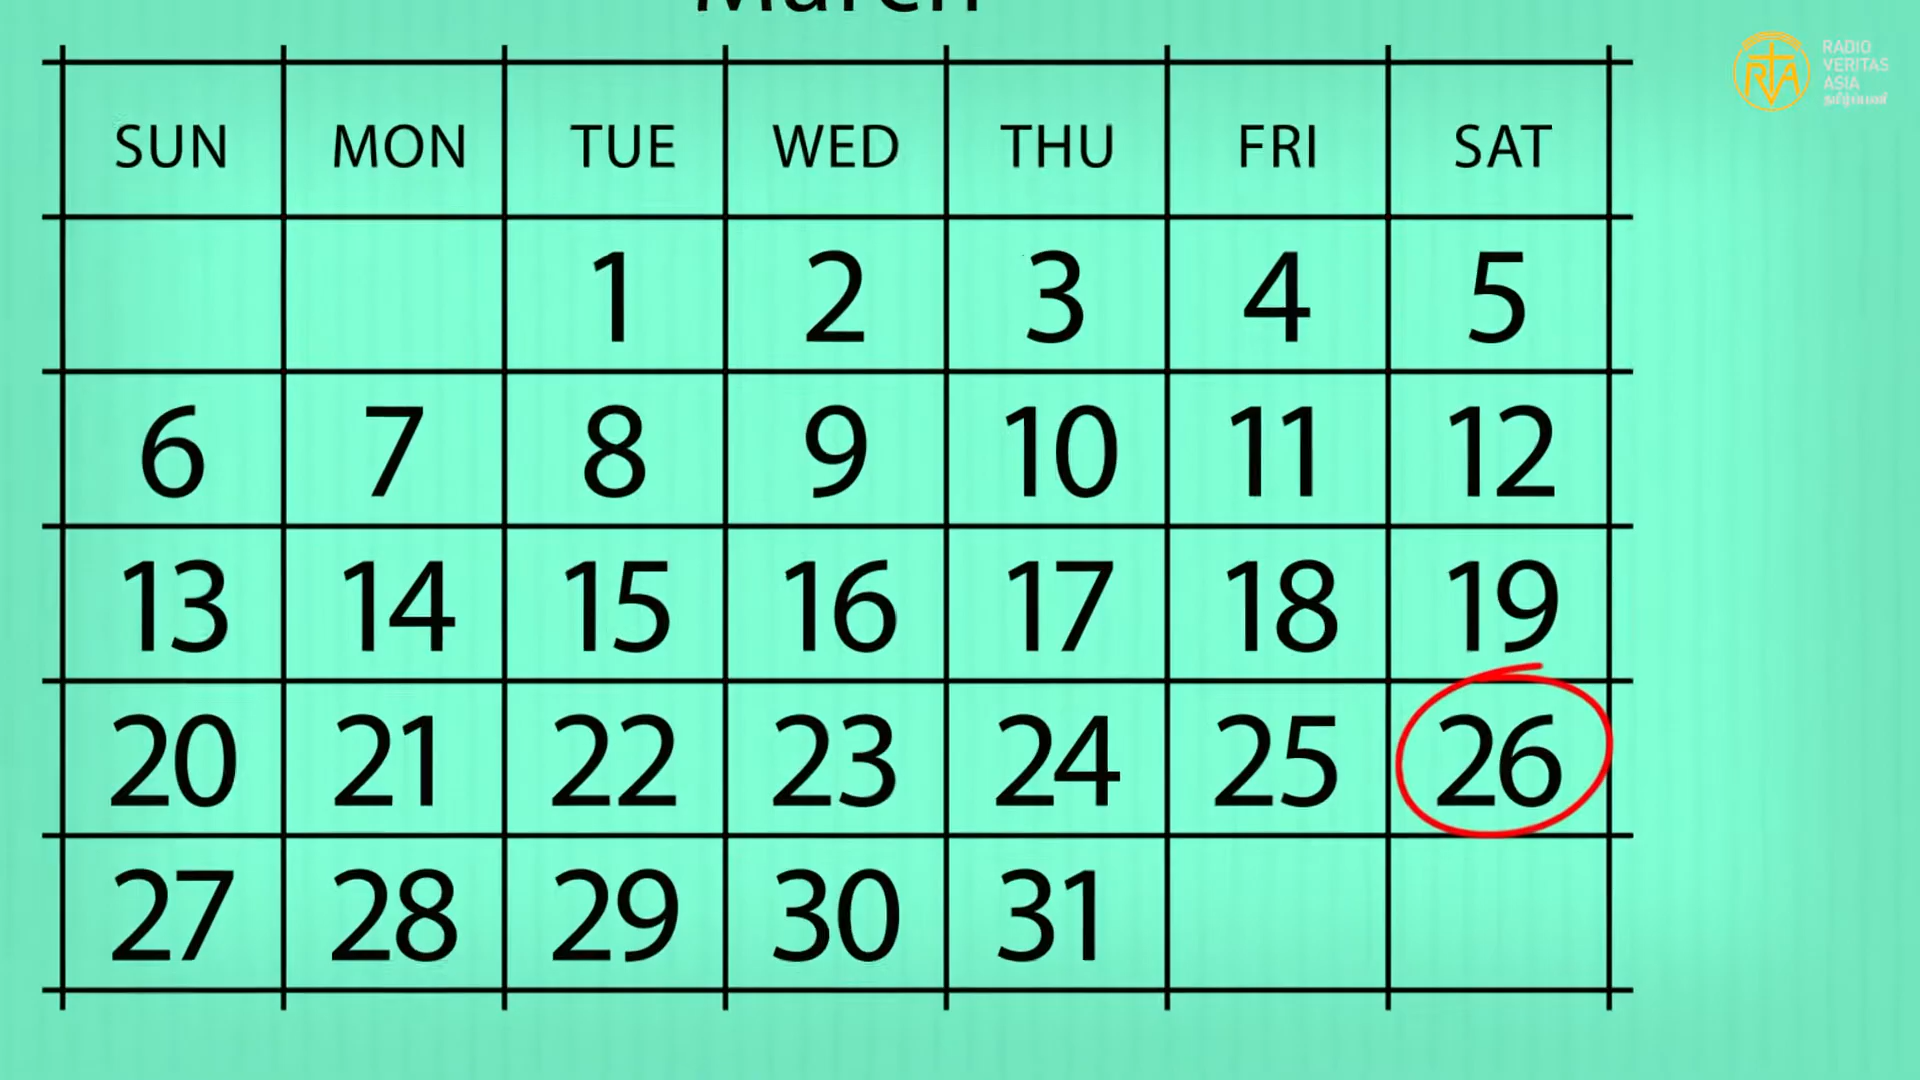 March
SUN MON TUE WED THU FRI SAT
1 2 3 4 5
6 7 8 9 10 11 12
13 14 15 16 17 18 19
20 21 22 23 24 25 26
27 28 29 30 31
RADIO
VERITAS
ASIA